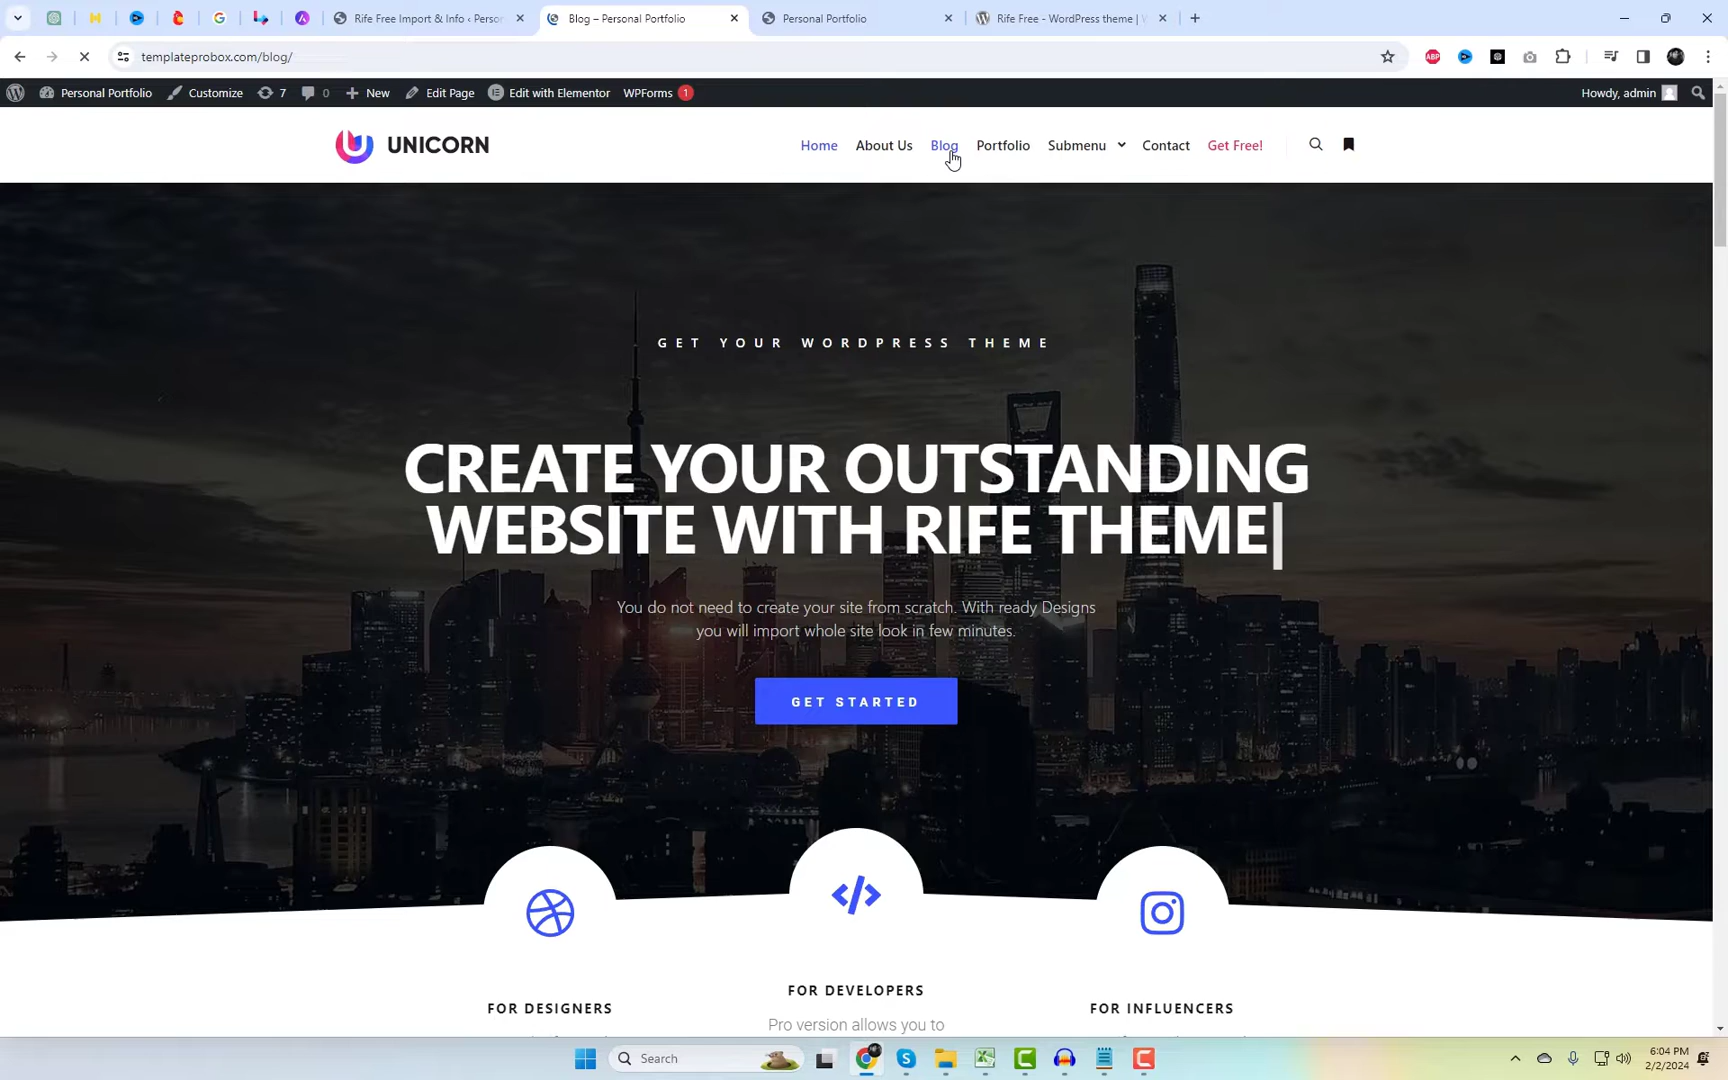 Rife Free Import & Info ‹ Person
Blog – Personal Portfolio
Personal Portfolio
Rife Free - WordPress theme |
templateprobox.com/blog/
ABP
Personal Portfolio
Customize
7
0
New
Edit Page
Edit with Elementor
WPForms
1
Howdy, admin
UNICORN
Home
About Us
Blog
Portfolio
Submenu
Contact
Get Free!
GET YOUR WORDPRESS THEME
CREATE YOUR OUTSTANDING
WEBSITE WITH RIFE THEME|
You do not need to create your site from scratch. With ready Designs
you will import whole site look in few minutes.
GET STARTED
FOR DESIGNERS
FOR DEVELOPERS
FOR INFLUENCERS
Pro version allows you to
Search
6:04 PM
2/2/2024